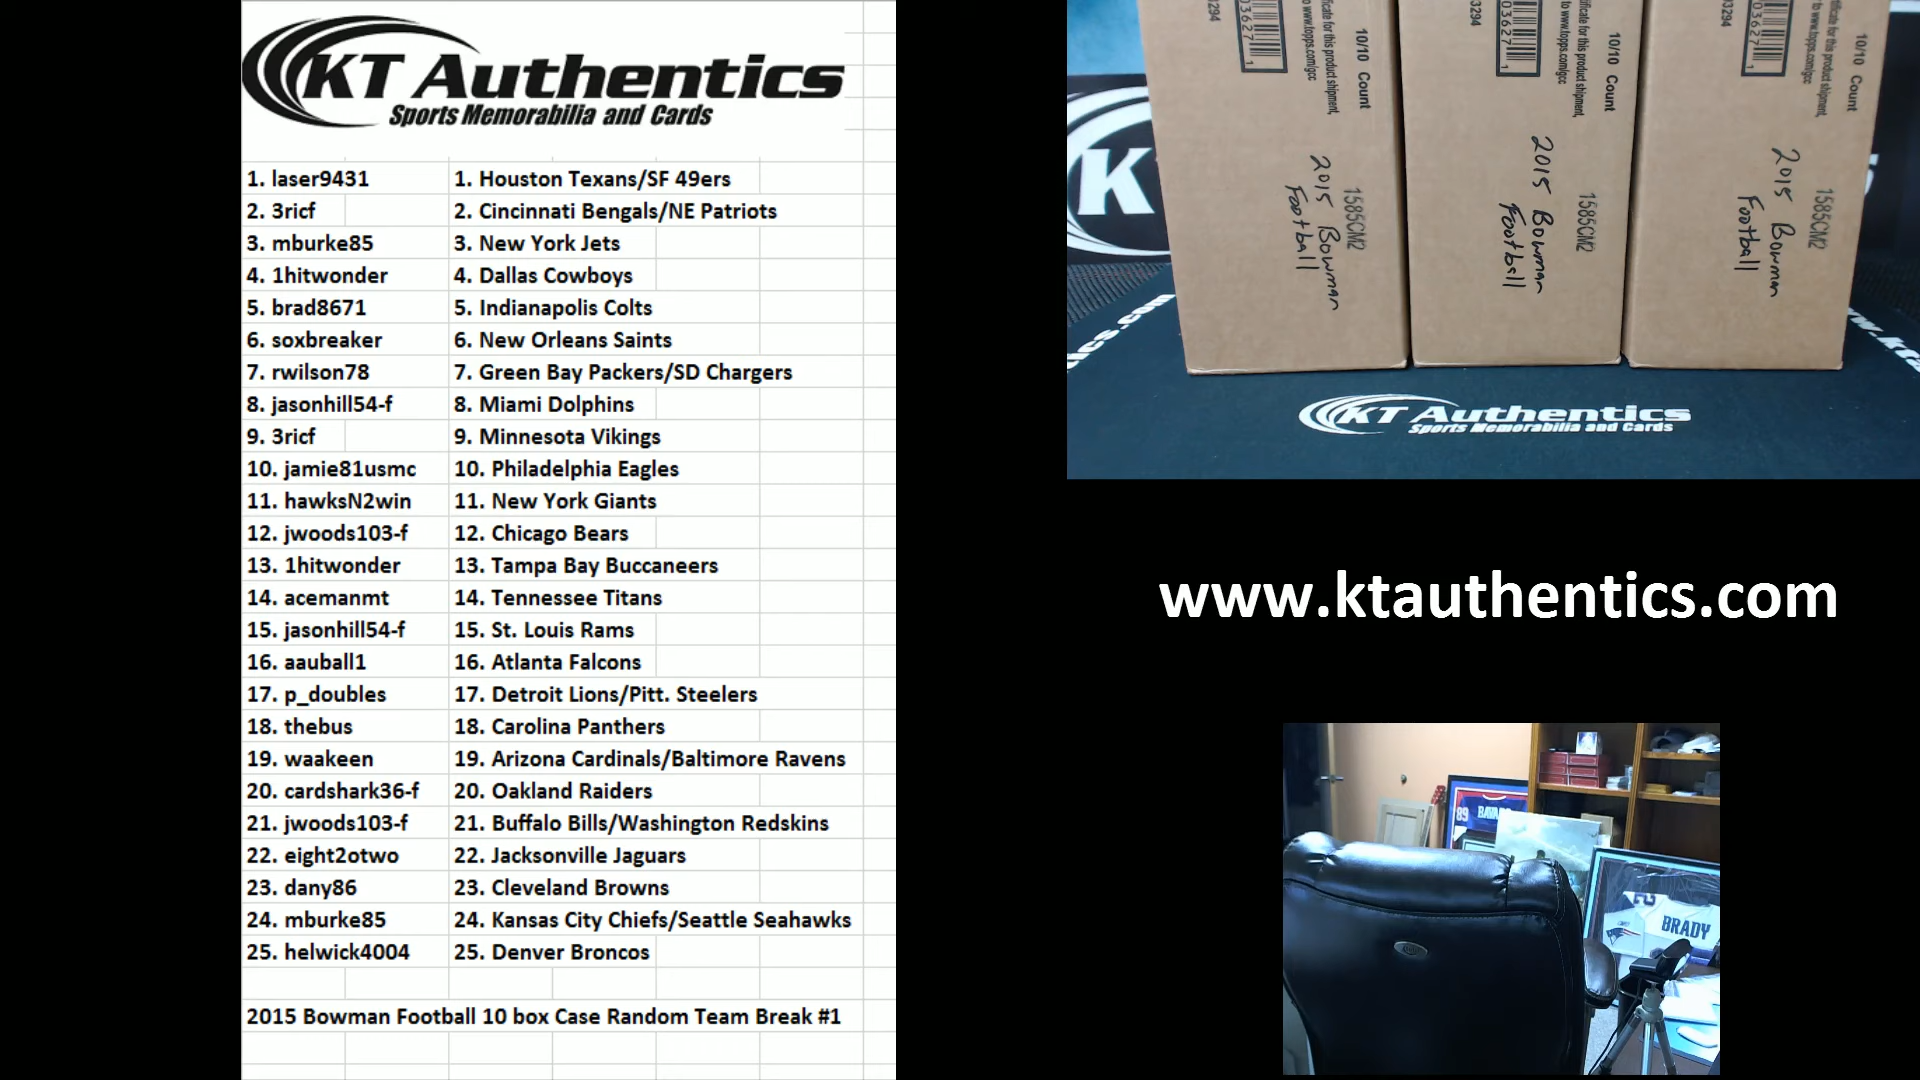 KT Authentics
Sports Memorabilia and Cards
1. laser9431 1. Houston Texans/SF 49ers
2. 3ricf 2. Cincinnati Bengals/NE Patriots
3. mburke85 3. New York Jets
4. 1hitwonder 4. Dallas Cowboys
5. brad8671 5. Indianapolis Colts
6. soxbreaker 6. New Orleans Saints
7. rwilson78 7. Green Bay Packers/SD Chargers
8. jasonhill54-f 8. Miami Dolphins
9. 3ricf 9. Minnesota Vikings
10. jamie81usmc 10. Philadelphia Eagles
11. hawksN2win 11. New York Giants
12. jwoods103-f 12. Chicago Bears
13. 1hitwonder 13. Tampa Bay Buccaneers
14. acemanmt 14. Tennessee Titans
15. jasonhill54-f 15. St. Louis Rams
16. aauball1 16. Atlanta Falcons
17. p_doubles 17. Detroit Lions/Pitt. Steelers
18. thebus 18. Carolina Panthers
19. waakeen 19. Arizona Cardinals/Baltimore Ravens
20. cardshark36-f 20. Oakland Raiders
21. jwoods103-f 21. Buffalo Bills/Washington Redskins
22. eight2otwo 22. Jacksonville Jaguars
23. dany86 23. Cleveland Browns
24. mburke85 24. Kansas City Chiefs/Seattle Seahawks
25. helwick4004 25. Denver Broncos
2015 Bowman Football 10 box Case Random Team Break #1
10/10 Count
1585CM2
2015 Bowman
Football
10/10 Count
1585CM2
2015 Bowman
Football
10/10 Count
1585CM2
2015 Bowman
Football
KT Authentics
Sports Memorabilia and Cards
www.ktauthentics.com
89
BRADY